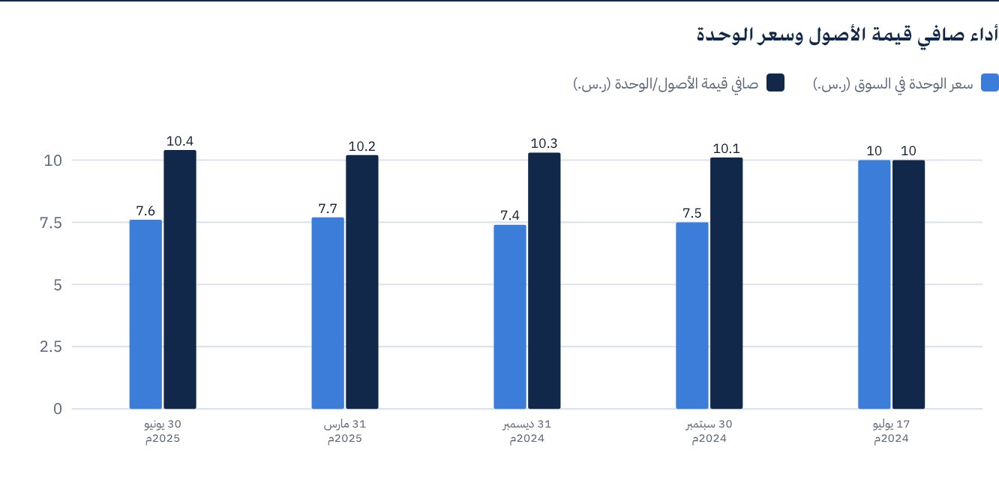 أداء صافي قيمة الأصول وسعر الوحدة
سعر الوحدة في السوق (ر.س.)
صافي قيمة الأصول/الوحدة (ر.س.)
10
7.5
5
2.5
0
10 10
7.5 10.1
7.4 10.3
7.7 10.2
7.6 10.4
17 يوليو
2024م
30 سبتمبر
2024م
31 ديسمبر
2024م
31 مارس
2025م
30 يونيو
2025م